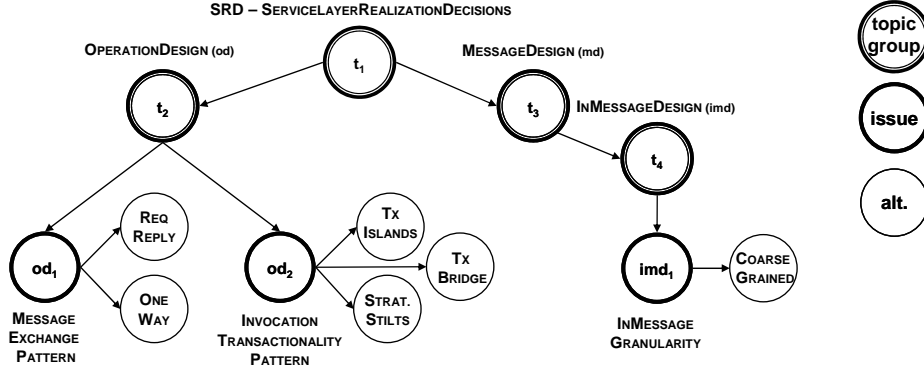 SRD – SERVICELAYERREALIZATIONDECISIONS
OPERATIONDESIGN (od)
MESSAGEDESIGN (md)
INMESSAGEDESIGN (imd)
t1
t2
t3
t4
od1
REQ
REPLY
ONE
WAY
MESSAGE
EXCHANGE
PATTERN
od2
TX
ISLANDS
TX
BRIDGE
STRAT.
STILTS
INVOCATION
TRANSACTIONALITY
PATTERN
imd1
COARSE
GRAINED
INMESSAGE
GRANULARITY
topic
group
issue
alt.